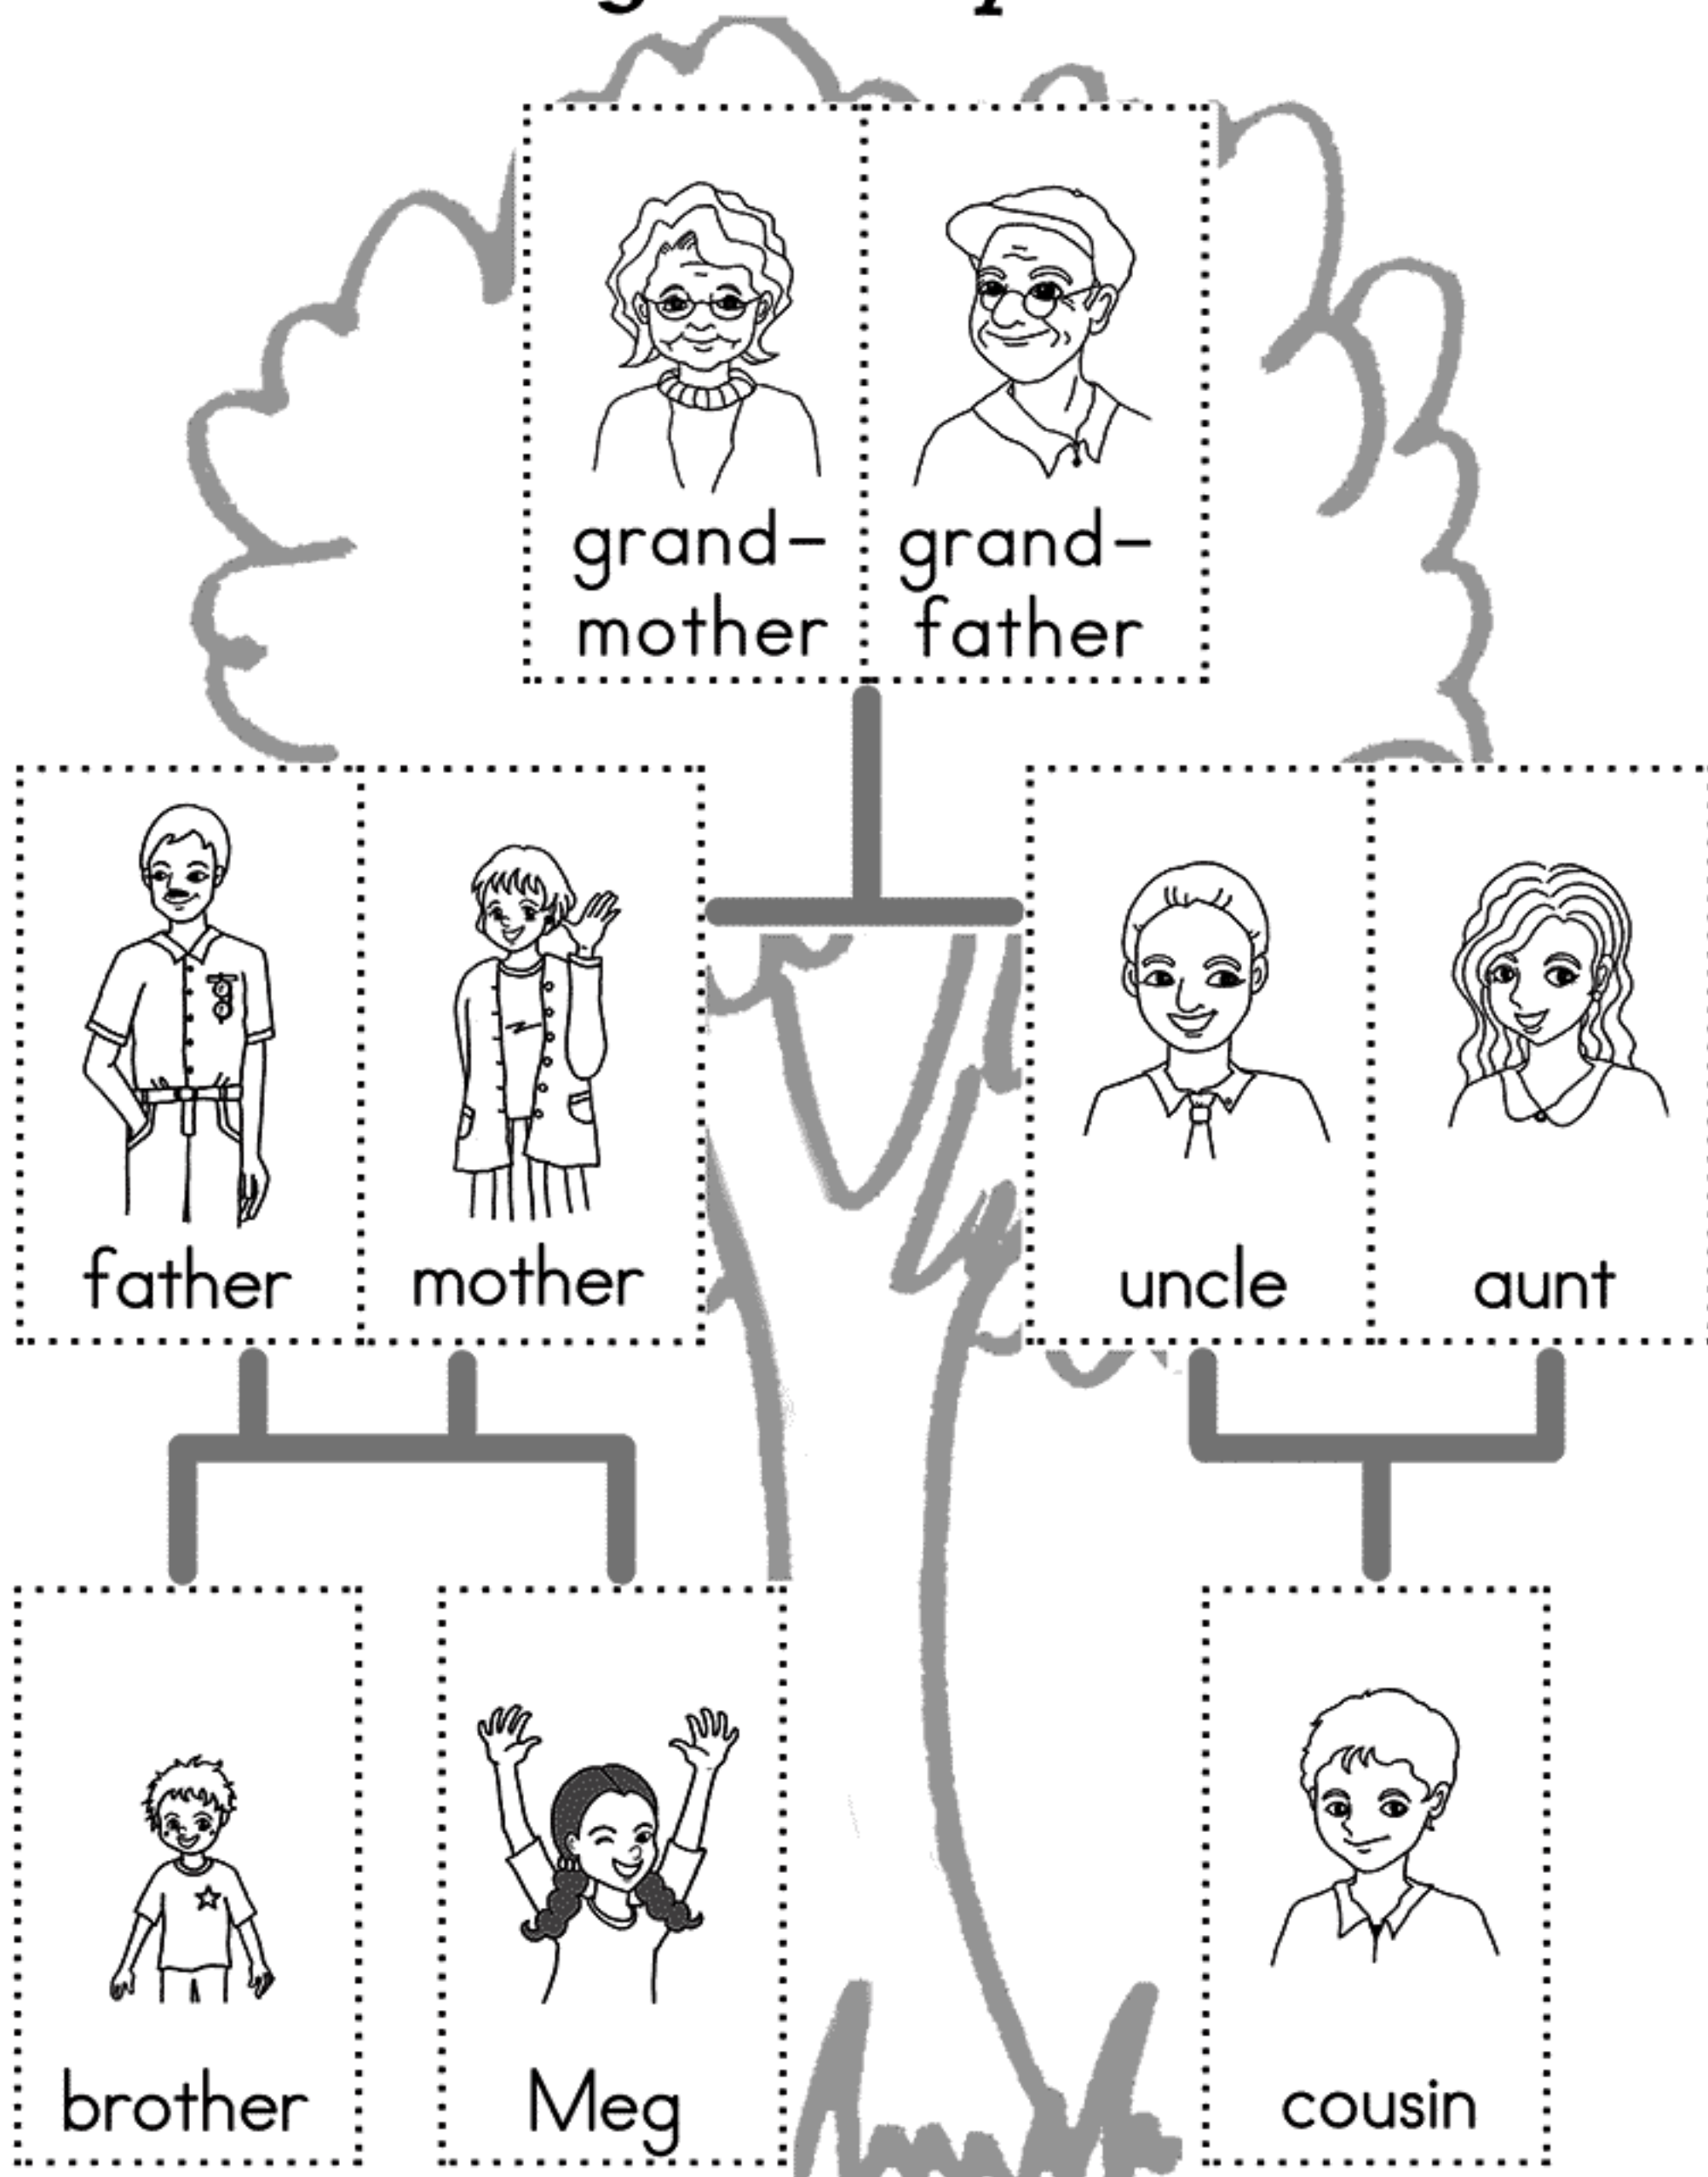 grand- grand-
mother father
father mother uncle aunt
brother Meg cousin